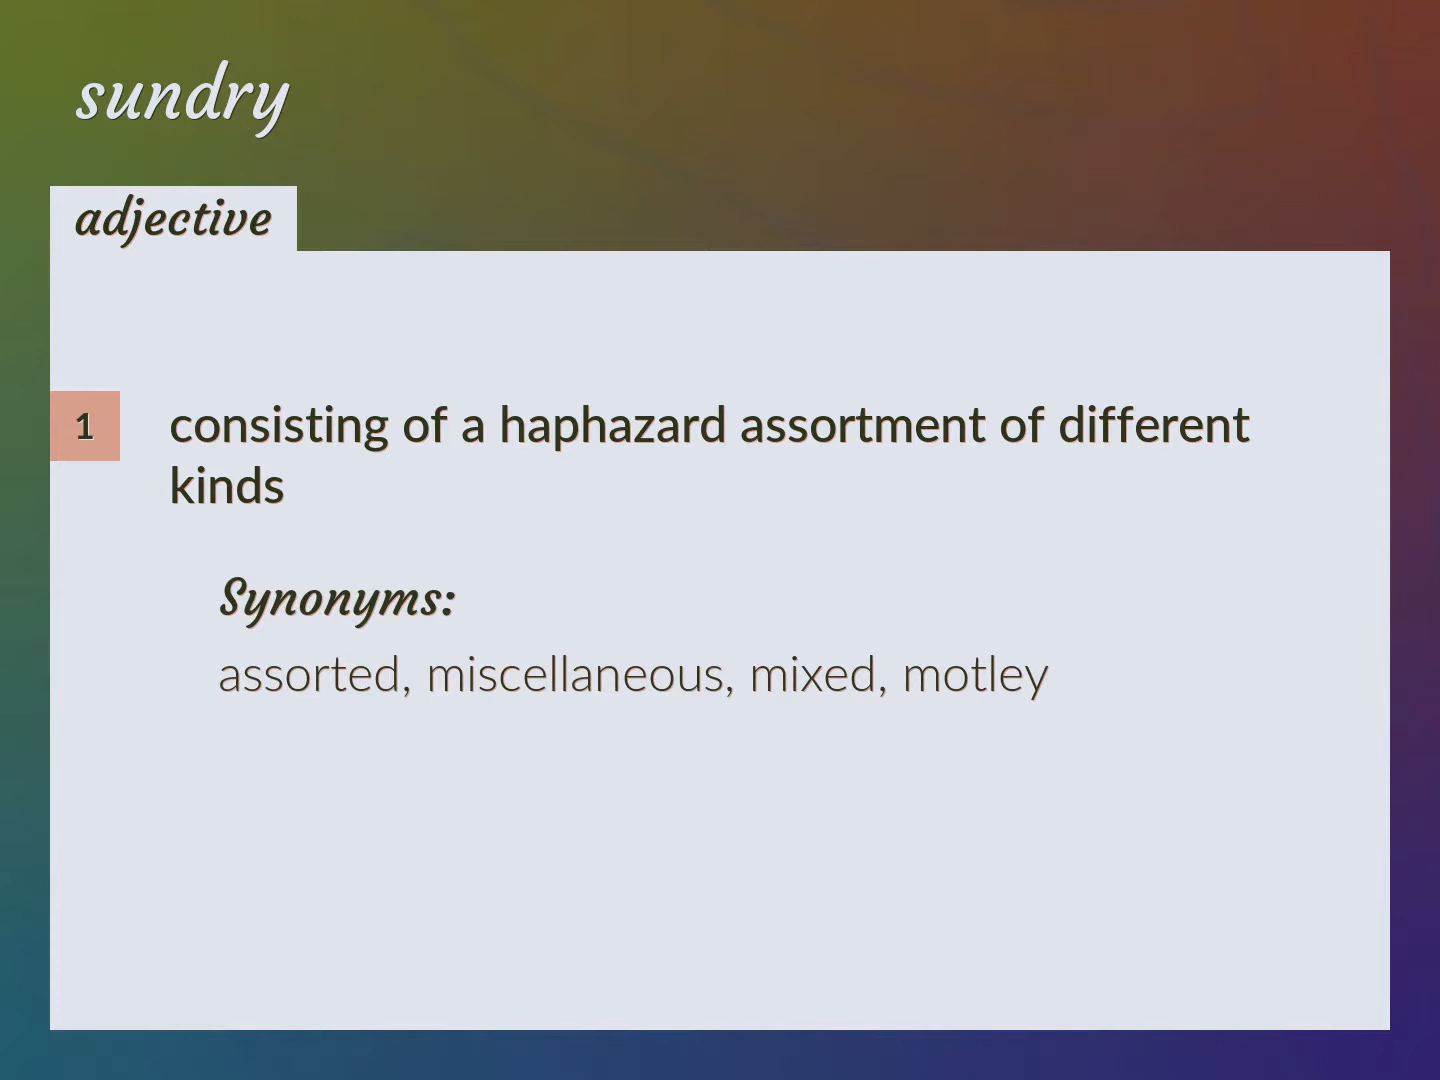 sundry
adjective
1
consisting of a haphazard assortment of different
kinds
Synonyms:
assorted, miscellaneous, mixed, motley